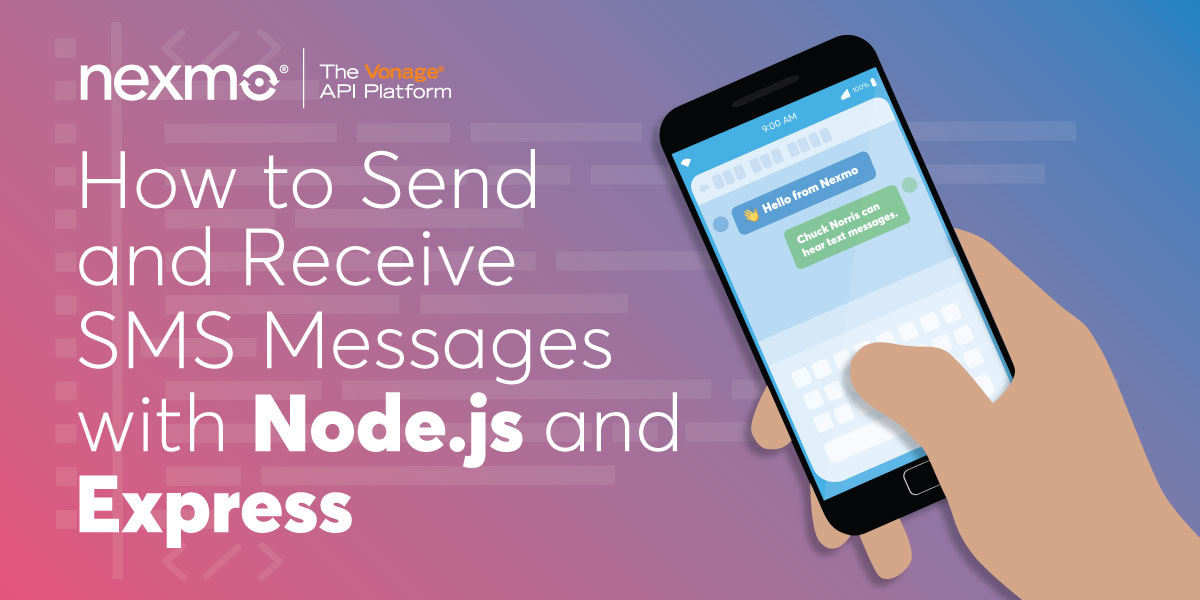 nexmo®
The Vonage®
API Platform
How to Send
and Receive
SMS Messages
with Node.js and
Express
9:00 AM
100%
👋 Hello from Nexmo
Chuck Norris can
hear text messages.